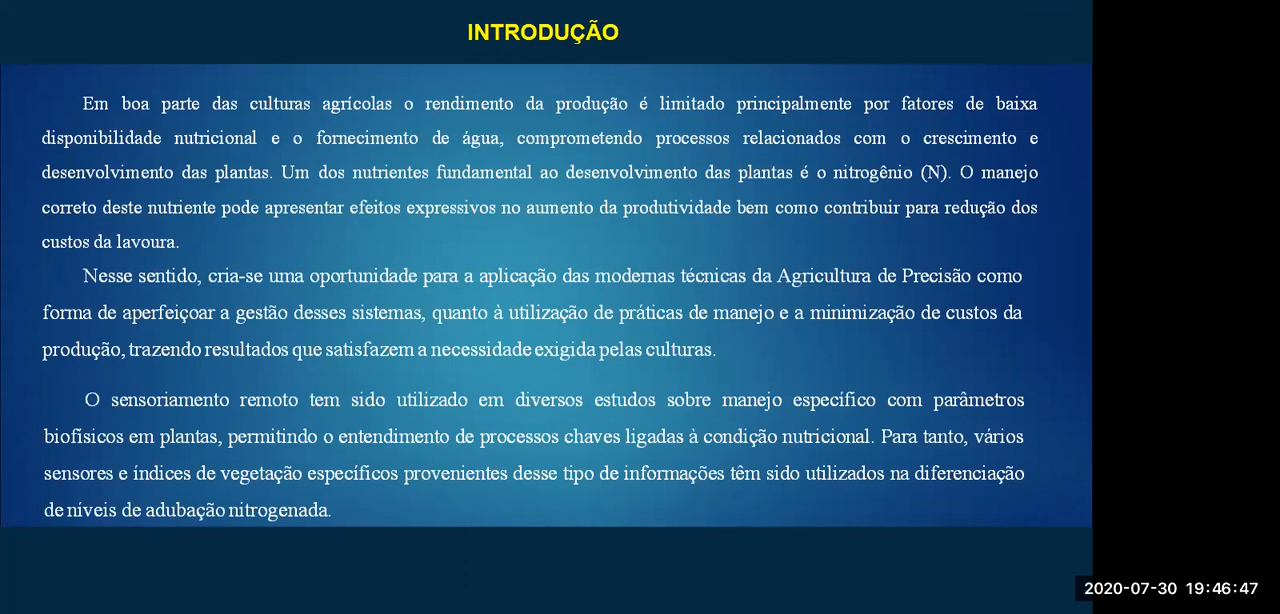 INTRODUÇÃO
Em boa parte das culturas agrícolas o rendimento da produção é limitado principalmente por fatores de baixa
disponibilidade nutricional e o fornecimento de água, comprometendo processos relacionados com o crescimento e
desenvolvimento das plantas. Um dos nutrientes fundamental ao desenvolvimento das plantas é o nitrogênio (N). O manejo
correto deste nutriente pode apresentar efeitos expressivos no aumento da produtividade bem como contribuir para redução dos
custos da lavoura.
Nesse sentido, cria-se uma oportunidade para a aplicação das modernas técnicas da Agricultura de Precisão como
forma de aperfeiçoar a gestão desses sistemas, quanto à utilização de práticas de manejo e a minimização de custos da
produção, trazendo resultados que satisfazem a necessidade exigida pelas culturas.
O sensoriamento remoto tem sido utilizado em diversos estudos sobre manejo específico com parâmetros
biofísicos em plantas, permitindo o entendimento de processos chaves ligadas à condição nutricional. Para tanto, vários
sensores e índices de vegetação específicos provenientes desse tipo de informações têm sido utilizados na diferenciação
de níveis de adubação nitrogenada.
2020-07-30 19:46:47